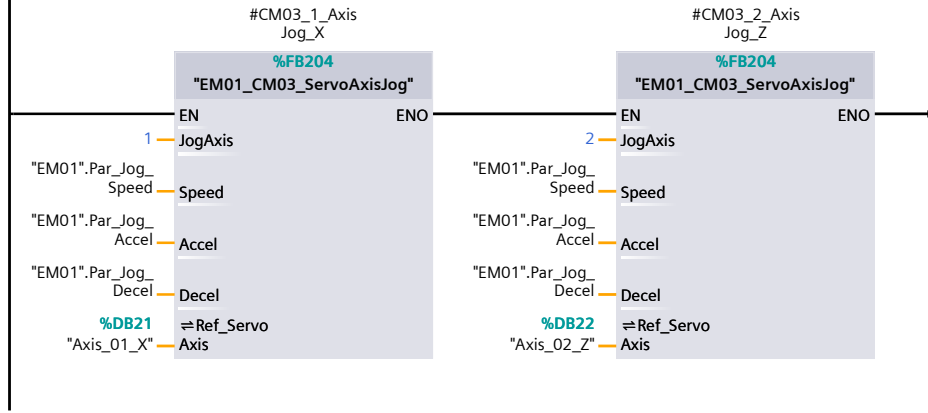 #CM03_1_Axis
Jog_X
%FB204
"EM01_CM03_ServoAxisJog"
EN
ENO
1
JogAxis
"EM01".Par_Jog_
Speed
Speed
"EM01".Par_Jog_
Accel
Accel
"EM01".Par_Jog_
Decel
Decel
%DB21
"Axis_01_X"
⇌Ref_Servo
Axis
#CM03_2_Axis
Jog_Z
%FB204
"EM01_CM03_ServoAxisJog"
EN
ENO
2
JogAxis
"EM01".Par_Jog_
Speed
Speed
"EM01".Par_Jog_
Accel
Accel
"EM01".Par_Jog_
Decel
Decel
%DB22
"Axis_02_Z"
⇌Ref_Servo
Axis